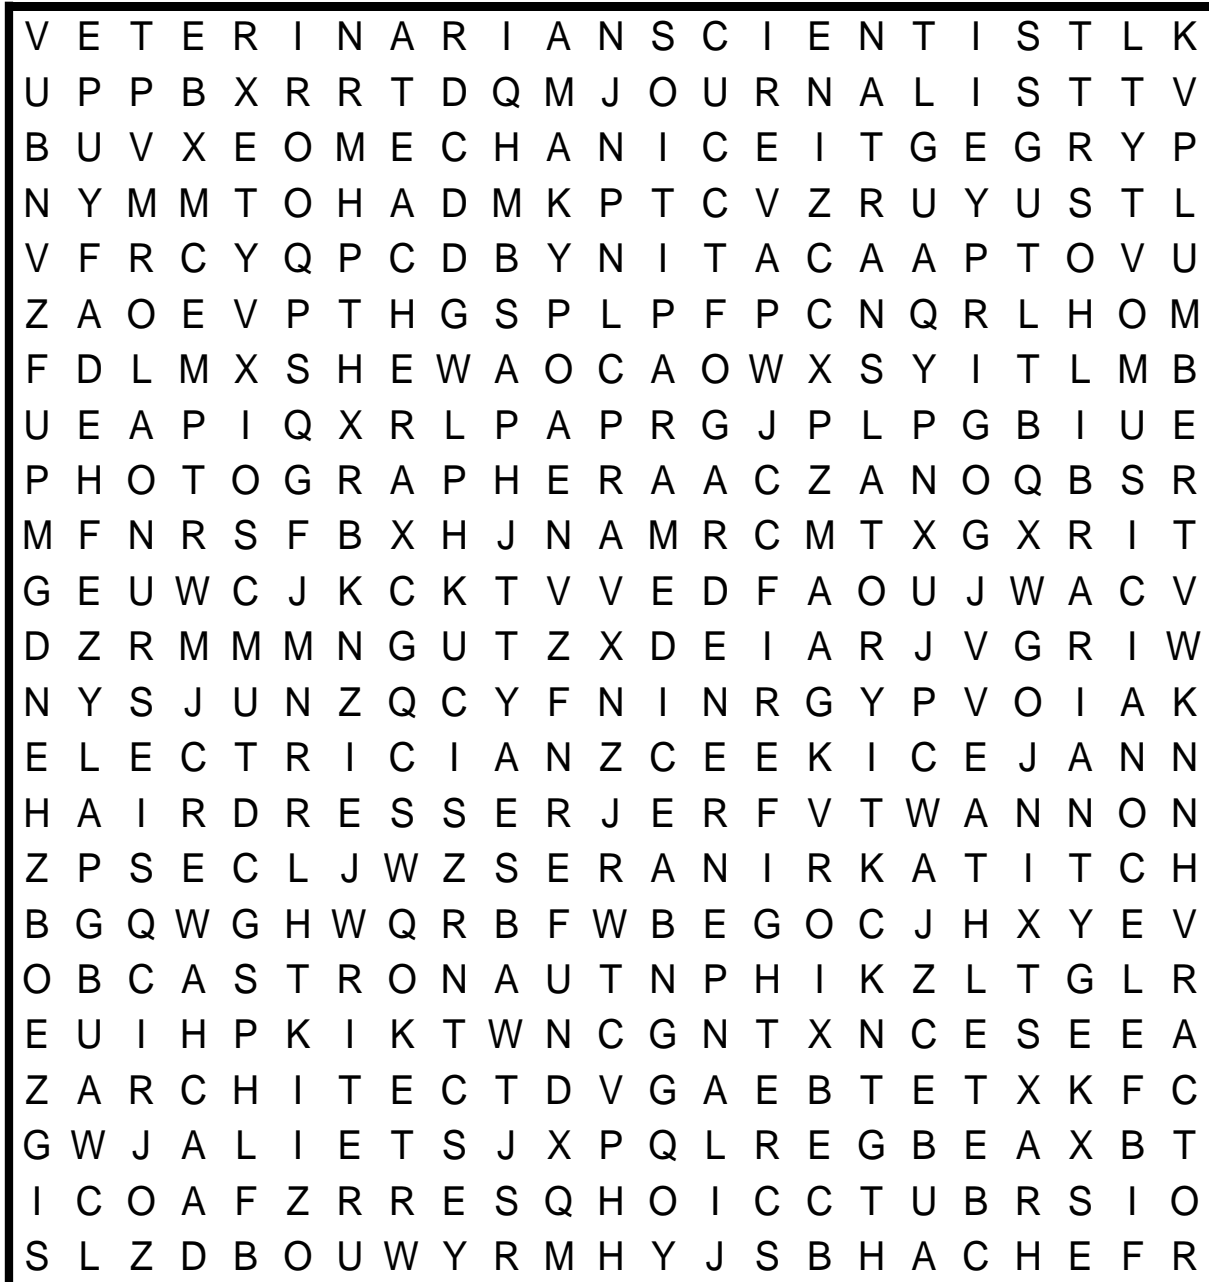 V E T E R I N A R I A N S C I E N T I S T L K
U P P B X R R T D Q M J O U R N A L I S T T V
B U V X E O M E C H A N I C E I T G E G R Y P
N Y M M T O H A D M K P T C V Z R U Y U S T L
V F R C Y Q P C D B Y N I T A C A A P T O V U
Z A O E V P T H G S P L P F P C N Q R L H O M
F D L M X S H E W A O C A O W X S Y I T L M B
U E A P I Q X R L P A P R G J P L P G B I U E
P H O T O G R A P H E R A A C Z A N O Q B S R
M F N R S F B X H J N A M R C M T X G X R I T
G E U W C J K C K T V V E D F A O U J W A C V
D Z R M M M N G U T Z X D E I A R J V G R I W
N Y S J U N Z Q C Y F N I N R G Y P V O I A K
E L E C T R I C I A N Z C E E K I C E J A N N
H A I R D R E S S E R J E R F V T W A N N O N
Z P S E C L J W Z S E R A N I R K A T I T C H
B G Q W G H W Q R B F W B E G O C J H X Y E V
O B C A S T R O N A U T N P H I K Z L T G L R
E U I H P K I K T W N C G N T X N C E S E E A
Z A R C H I T E C T D V G A E B T E T X K F C
G W J A L I E T S J X P Q L R E G B E A X B T
I C O A F Z R R E S Q H O I C C T U B R S I O
S L Z D B O U W Y R M H Y J S B H A C H E F R